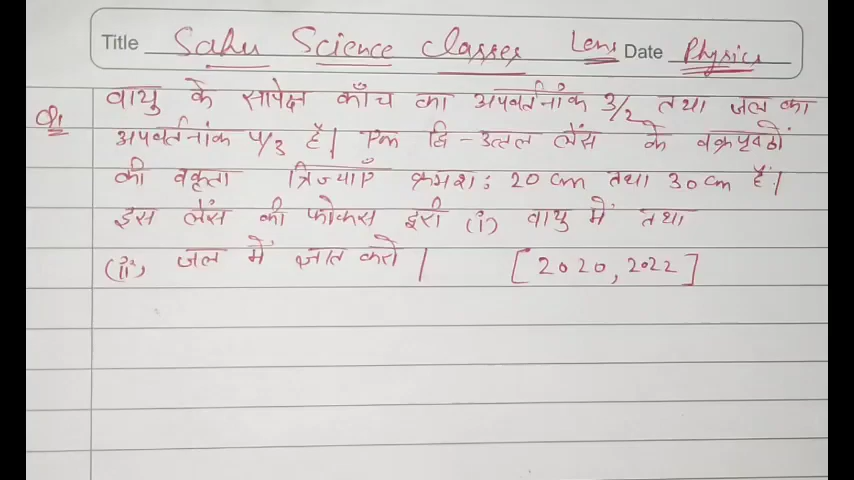 Title Sahu Science Classes Lens Date Physics
Q1 वायु के सापेक्ष काँच का अपवर्तनांक 3/2 तथा जल का
अपवर्तनांक 4/3 है। एक द्वि-उत्तल लेंस के वक्रपृष्ठों
की वक्रता त्रिज्याएँ क्रमशः 20 cm तथा 30 cm हैं।
इस लेंस की फोकस दूरी (i) वायु में तथा
(ii) जल में ज्ञात करो। [2020, 2022]